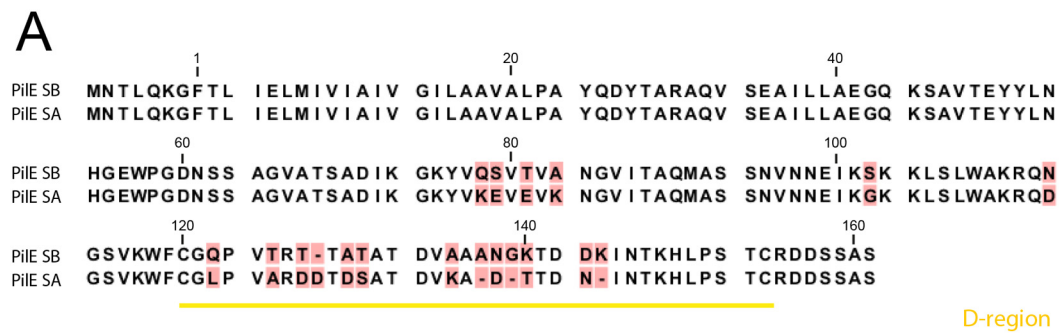 A
1 20 40
PilE SB MNTLQKGFTL IELMIVIAIV GILAAVALPA YQDYTARAQV SEAILLAEGQ KSAVTEYYLN
PilE SA MNTLQKGFTL IELMIVIAIV GILAAVALPA YQDYTARAQV SEAILLAEGQ KSAVTEYYLN
60 80 100
PilE SB HGEWPGDNSS AGVATSADIK GKYVQSVTVA NGVITAQMAS SNVNNEIKSK KLSLWAKRQN
PilE SA HGEWPGDNSS AGVATSADIK GKYVKEVEVK NGVITAQMAS SNVNNEIKGK KLSLWAKRQD
120 140 160
PilE SB GSVKWFCGQP VTRT-TATAT DVAAANGKTD DKINTKHLPS TCRDDSSAS
PilE SA GSVKWFCGLP VARDDTDSAT DVKA-D-TTD N-INTKHLPS TCRDDSSAS
D-region